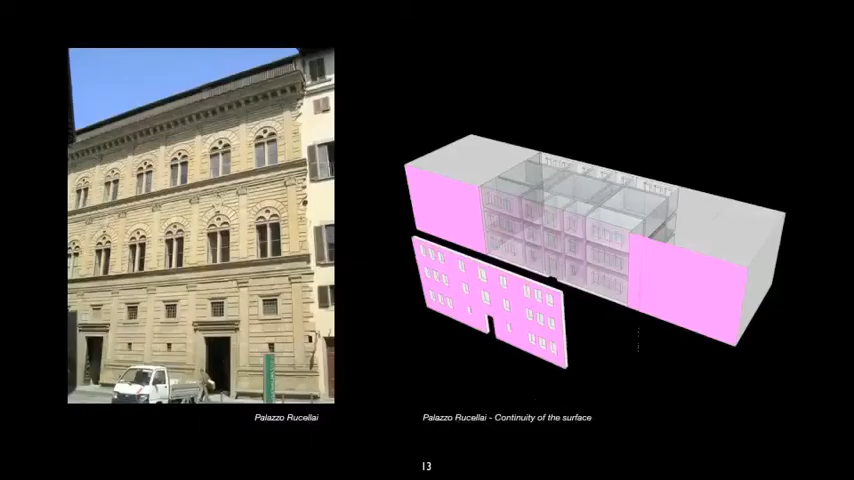 Palazzo Rucellai
Palazzo Rucellai - Continuity of the surface
13